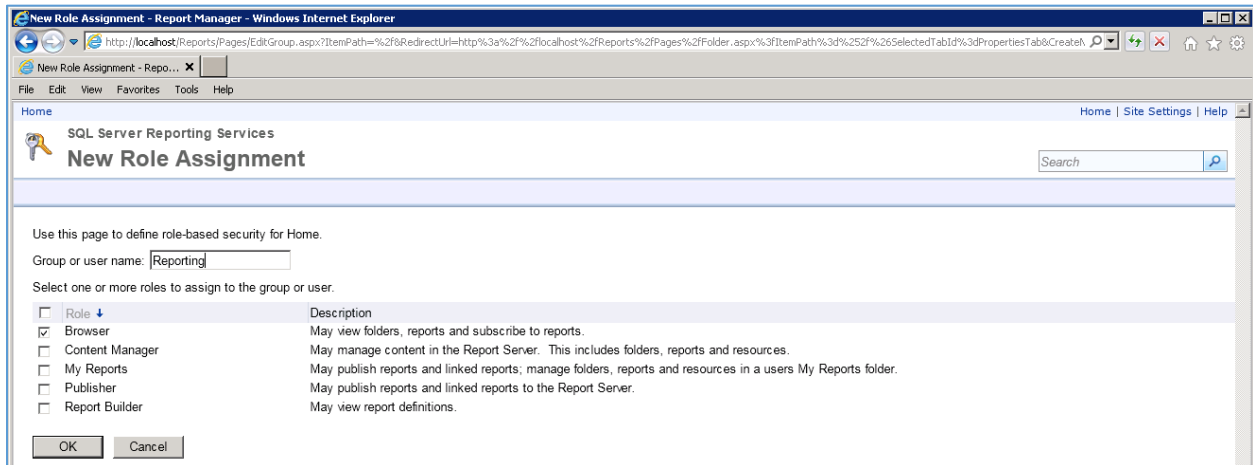 New Role Assignment - Report Manager - Windows Internet Explorer
http://localhost/Reports/Pages/EditGroup.aspx?ItemPath=%2f&RedirectUrl=http%3a%2f%2flocalhost%2fReports%2fPages%2fFolder.aspx%3fItemPath%3d%252f%26SelectedTabId%3dPropertiesTab&CreateN
New Role Assignment - Repo...
File Edit View Favorites Tools Help
Home Home | Site Settings | Help
SQL Server Reporting Services
New Role Assignment
Search
Use this page to define role-based security for Home.
Group or user name: Reporting
Select one or more roles to assign to the group or user.
Role Description
Browser May view folders, reports and subscribe to reports.
Content Manager May manage content in the Report Server. This includes folders, reports and resources.
My Reports May publish reports and linked reports; manage folders, reports and resources in a users My Reports folder.
Publisher May publish reports and linked reports to the Report Server.
Report Builder May view report definitions.
OK Cancel